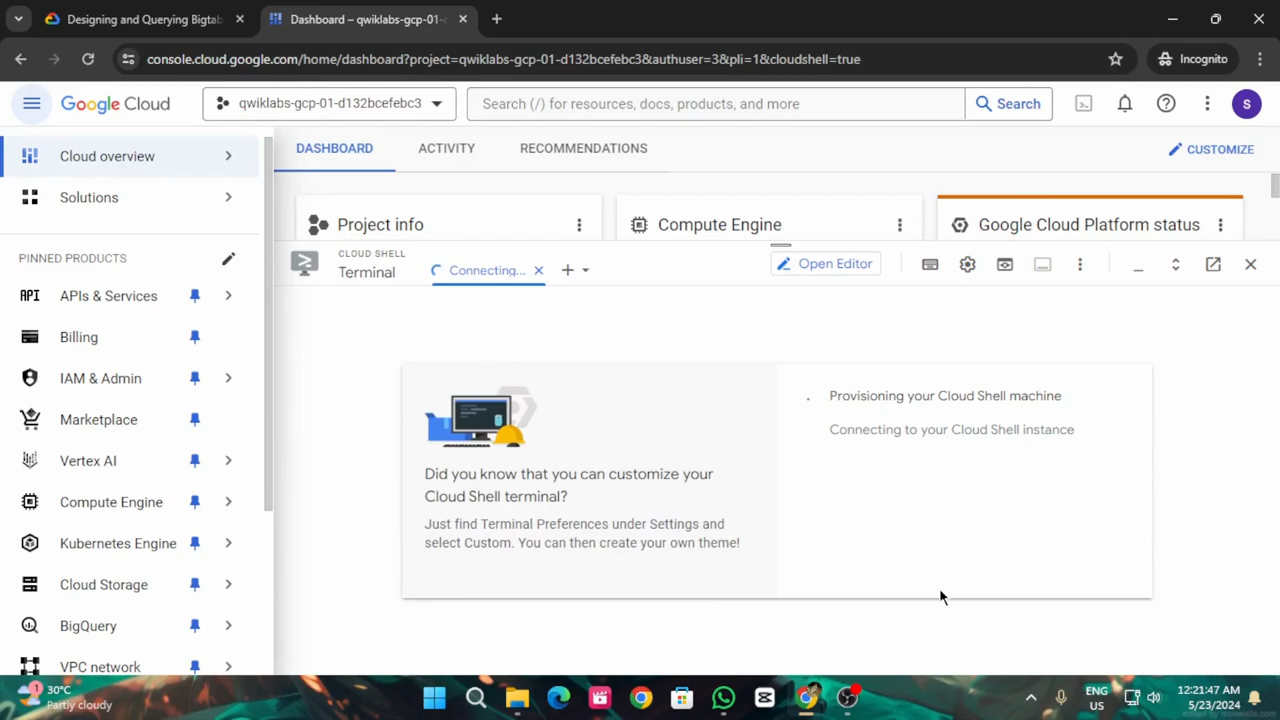 Designing and Querying Bigtab
Dashboard – qwiklabs-gcp-01-
console.cloud.google.com/home/dashboard?project=qwiklabs-gcp-01-d132bcefebc3&authuser=3&pli=1&cloudshell=true
Incognito
Google Cloud
qwiklabs-gcp-01-d132bcefebc3
Search (/) for resources, docs, products, and more
Search
S
Cloud overview
Solutions
PINNED PRODUCTS
API APIs & Services
Billing
IAM & Admin
Marketplace
Vertex AI
Compute Engine
Kubernetes Engine
Cloud Storage
BigQuery
VPC network
DASHBOARD
ACTIVITY
RECOMMENDATIONS
CUSTOMIZE
Project info
Compute Engine
Google Cloud Platform status
CLOUD SHELL
Terminal
Connecting...
Open Editor
Did you know that you can customize your
Cloud Shell terminal?
Just find Terminal Preferences under Settings and
select Custom. You can then create your own theme!
Provisioning your Cloud Shell machine
Connecting to your Cloud Shell instance
1
30°C
Partly cloudy
ENG
US
12:21:47 AM
5/23/2024